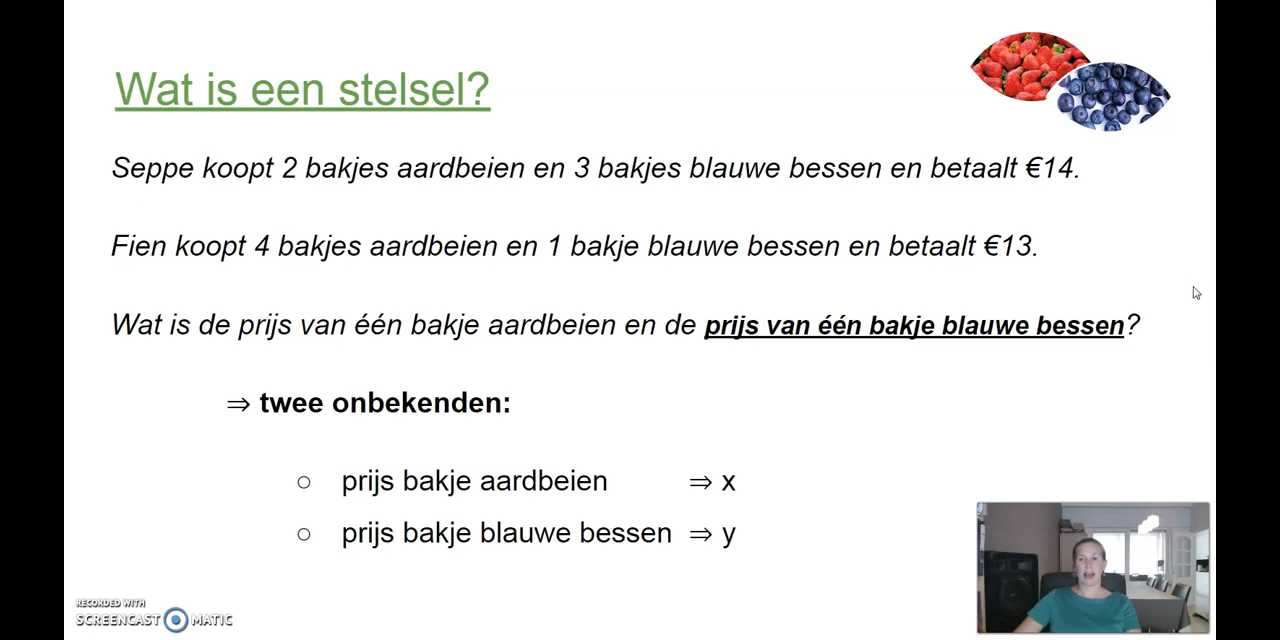 Wat is een stelsel?
Seppe koopt 2 bakjes aardbeien en 3 bakjes blauwe bessen en betaalt €14.
Fien koopt 4 bakjes aardbeien en 1 bakje blauwe bessen en betaalt €13.
Wat is de prijs van één bakje aardbeien en de prijs van één bakje blauwe bessen?
⇒ twee onbekenden:
○ prijs bakje aardbeien ⇒ x
○ prijs bakje blauwe bessen ⇒ y
RECORDED WITH
SCREENCAST MATIC